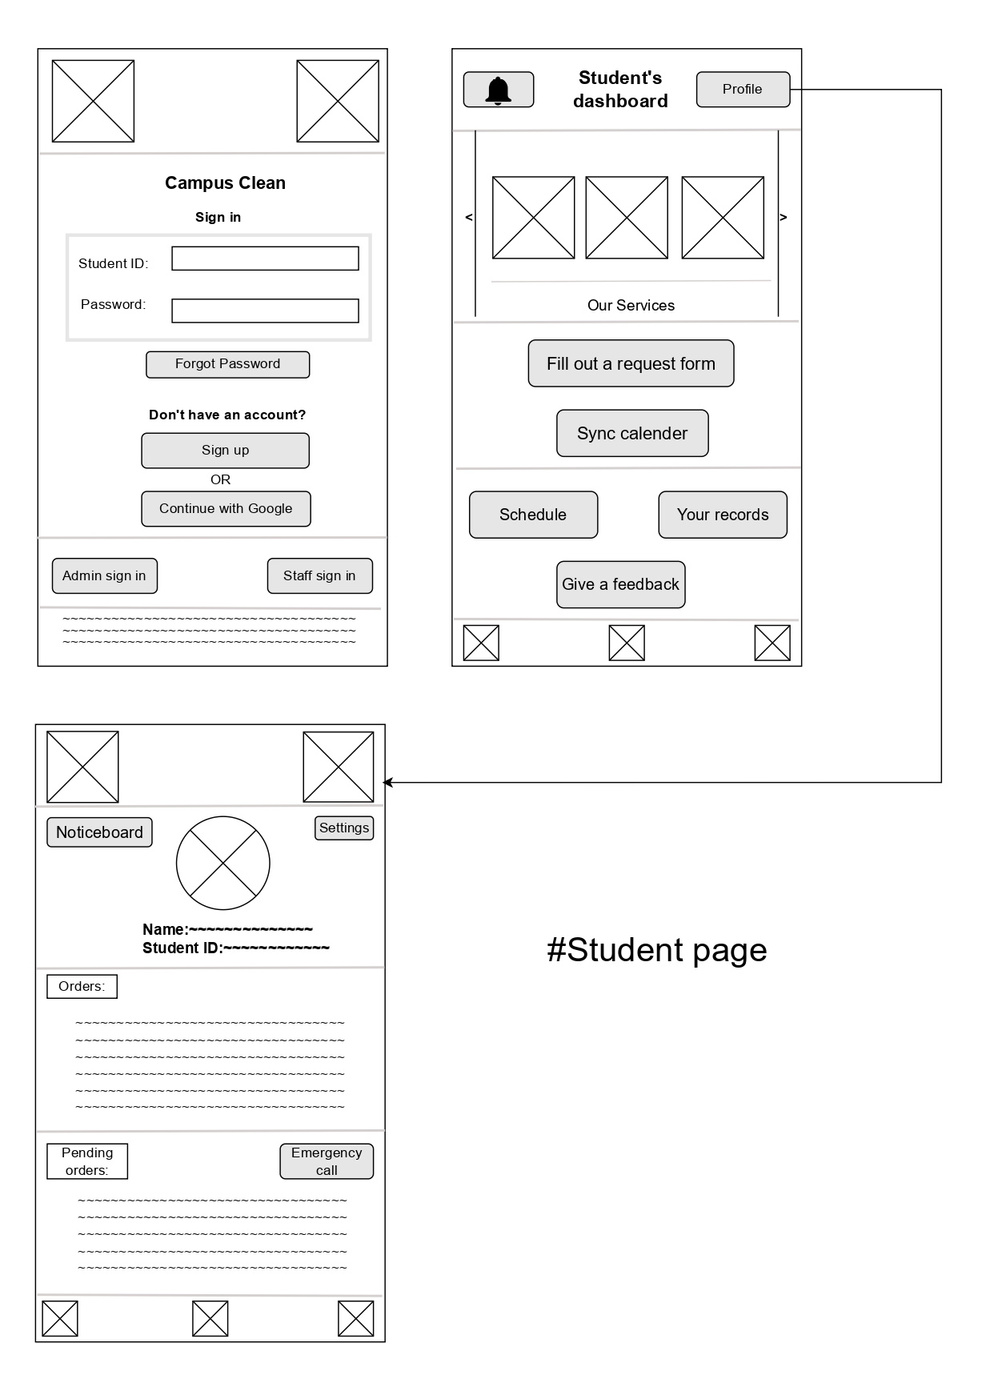 Campus Clean
Sign in
Student ID:
Password:
Forgot Password
Don't have an account?
Sign up
OR
Continue with Google
Admin sign in
Staff sign in
Student's
dashboard
Profile
<
>
Our Services
Fill out a request form
Sync calender
Schedule
Your records
Give a feedback
Noticeboard
Settings
Name:~~~~~~~~~~~~~~
Student ID:~~~~~~~~~~~~
Orders:
Pending
orders:
Emergency
call
#Student page